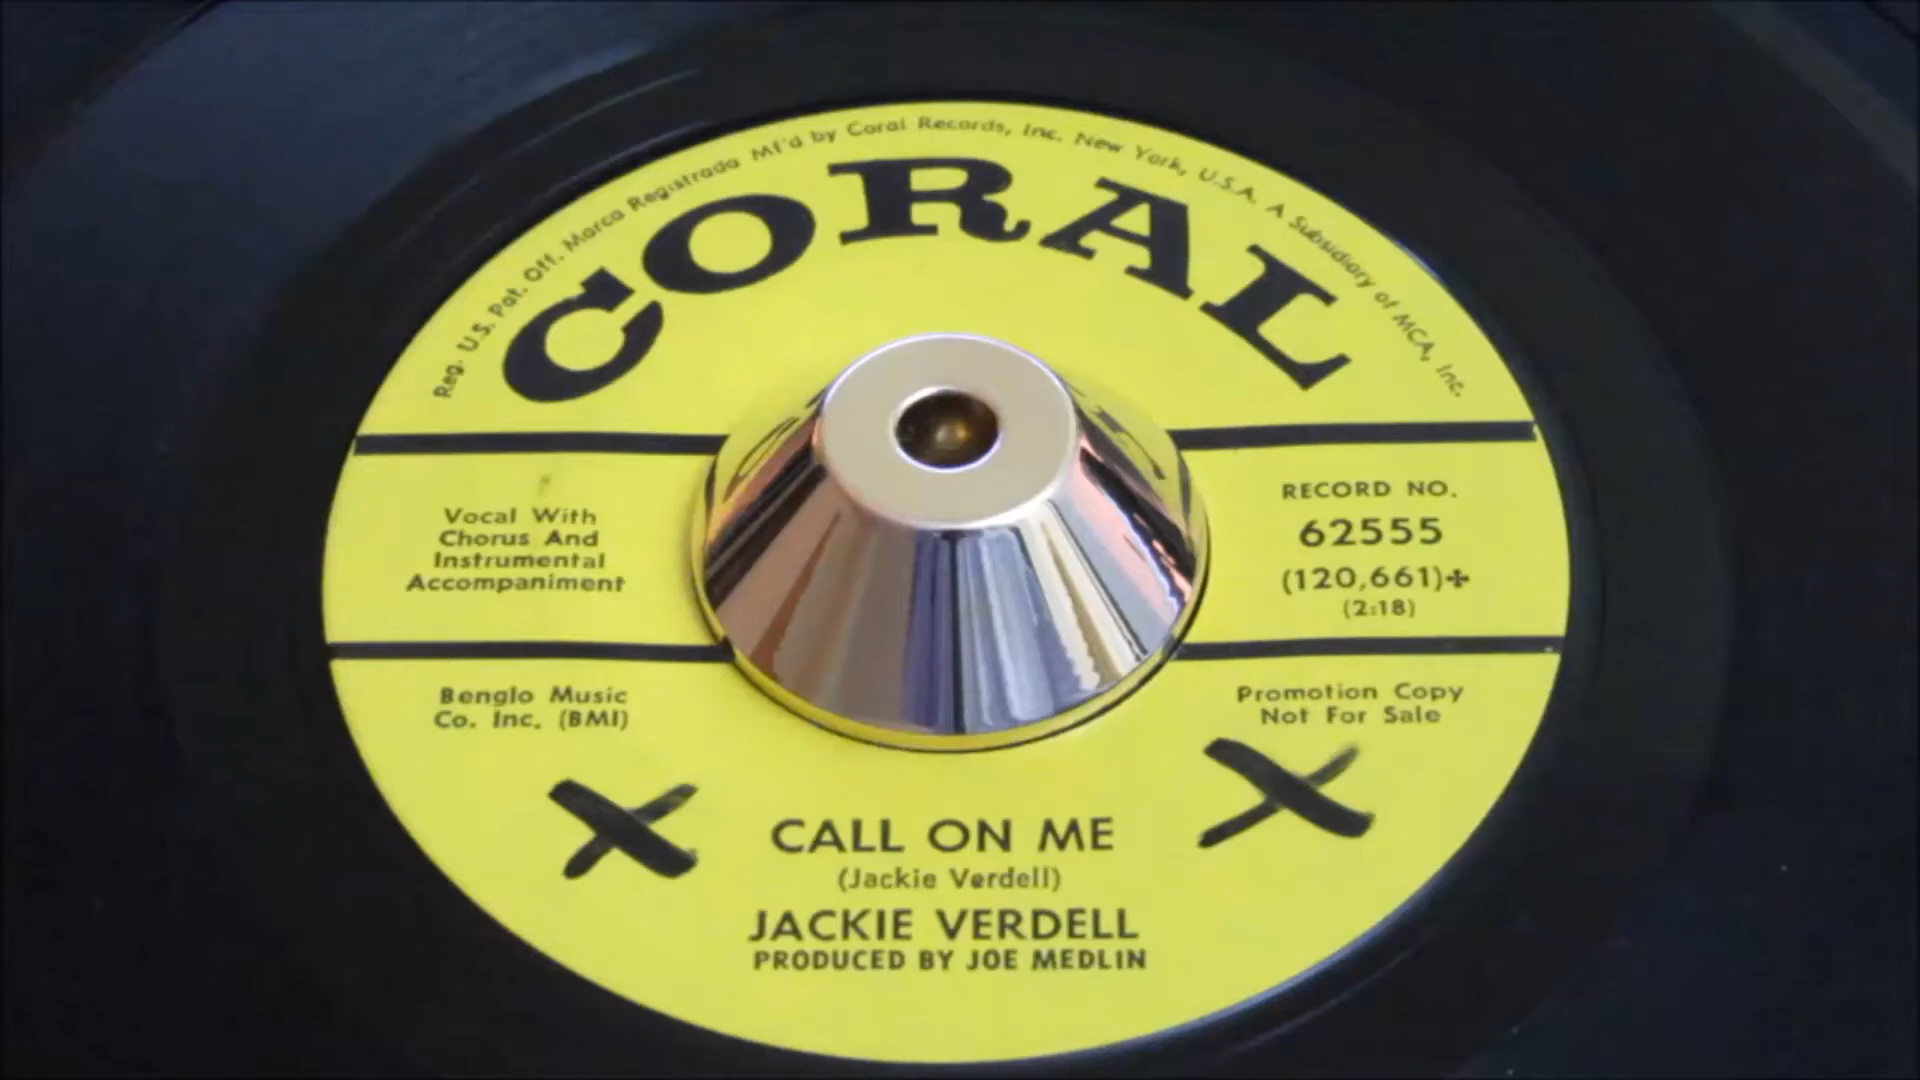 Reg. U.S. Pat. Off. Marca Registrada Mf'd by Coral Records, Inc. New York, U.S.A. A Subsidiary of MCA, Inc.
CORAL
Vocal With
Chorus And
Instrumental
Accompaniment
RECORD NO.
62555
(120,661)✤
(2:18)
Benglo Music
Co. Inc. (BMI)
Promotion Copy
Not For Sale
CALL ON ME
(Jackie Verdell)
JACKIE VERDELL
PRODUCED BY JOE MEDLIN